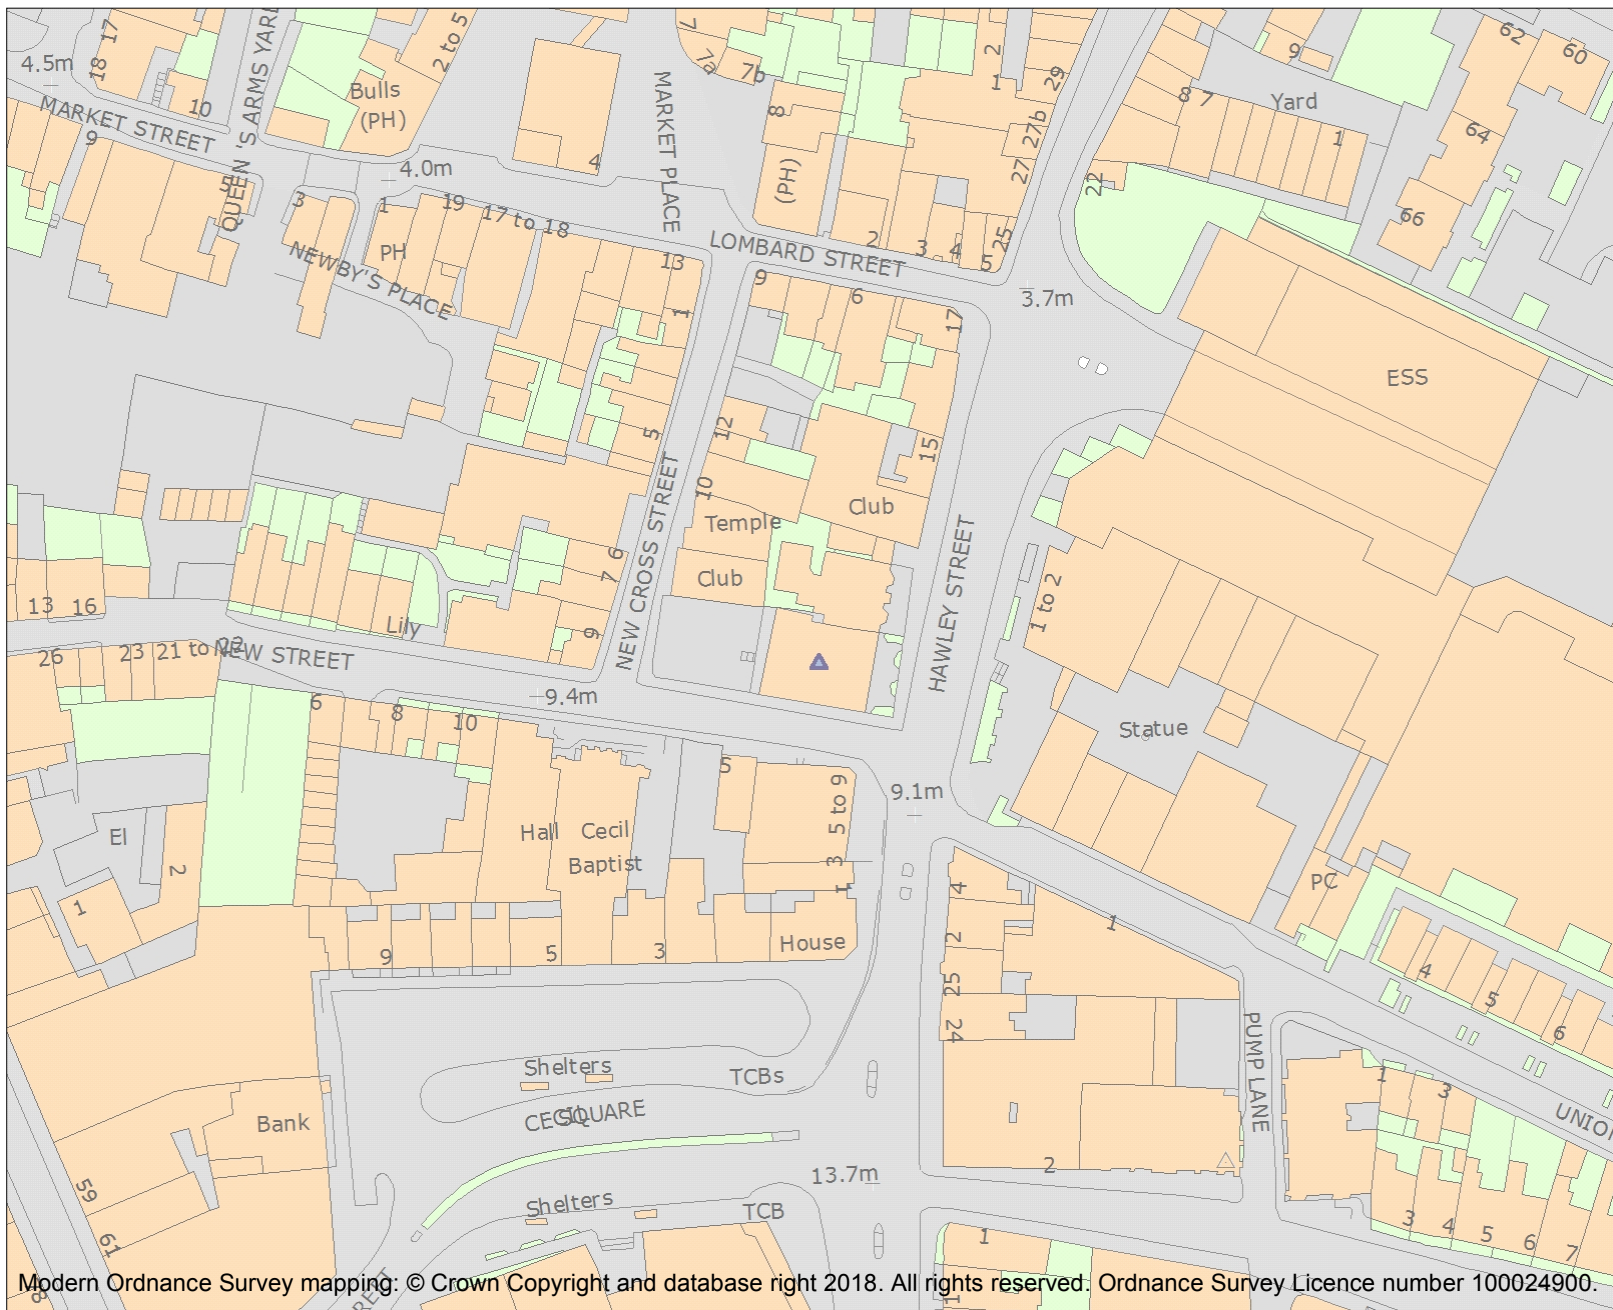 17
18
4.5m
MARKET STREET
10
9
QUEEN 'S ARMS YARD
5
Bulls
(PH)
2 to 5
4.0m
4
7
7a
7b
MARKET PLACE
8
(PH)
2
1
29
27b
27
25
2
3
4
5
LOMBARD STREET
8
7
9
Yard
1
22
62
60
64
66
3
1
PH
19
17 to 18
NEWBY'S PLACE
13
1
9
6
17
3.7m
ESS
5
12
15
10
Temple
Club
Club
NEW CROSS STREET
HAWLEY STREET
6
7
9
1 to 2
13
16
Lily
26
23
21 to 22
NEW STREET
9.4m
6
8
10
Statue
5
5 to 9
3
1
9.1m
El
2
1
Hall
Cecil
Baptist
9
5
3
House
4
2
25
24
1
PC
4
5
6
PUMP LANE
UNION
Shelters
TCBs
CECIL
SQUARE
Bank
Shelters
TCB
13.7m
2
59
61
8
1
3
3
4
5
6
7
1
1
REET
Modern Ordnance Survey mapping: © Crown Copyright and database right 2018. All rights reserved. Ordnance Survey Licence number 100024900.